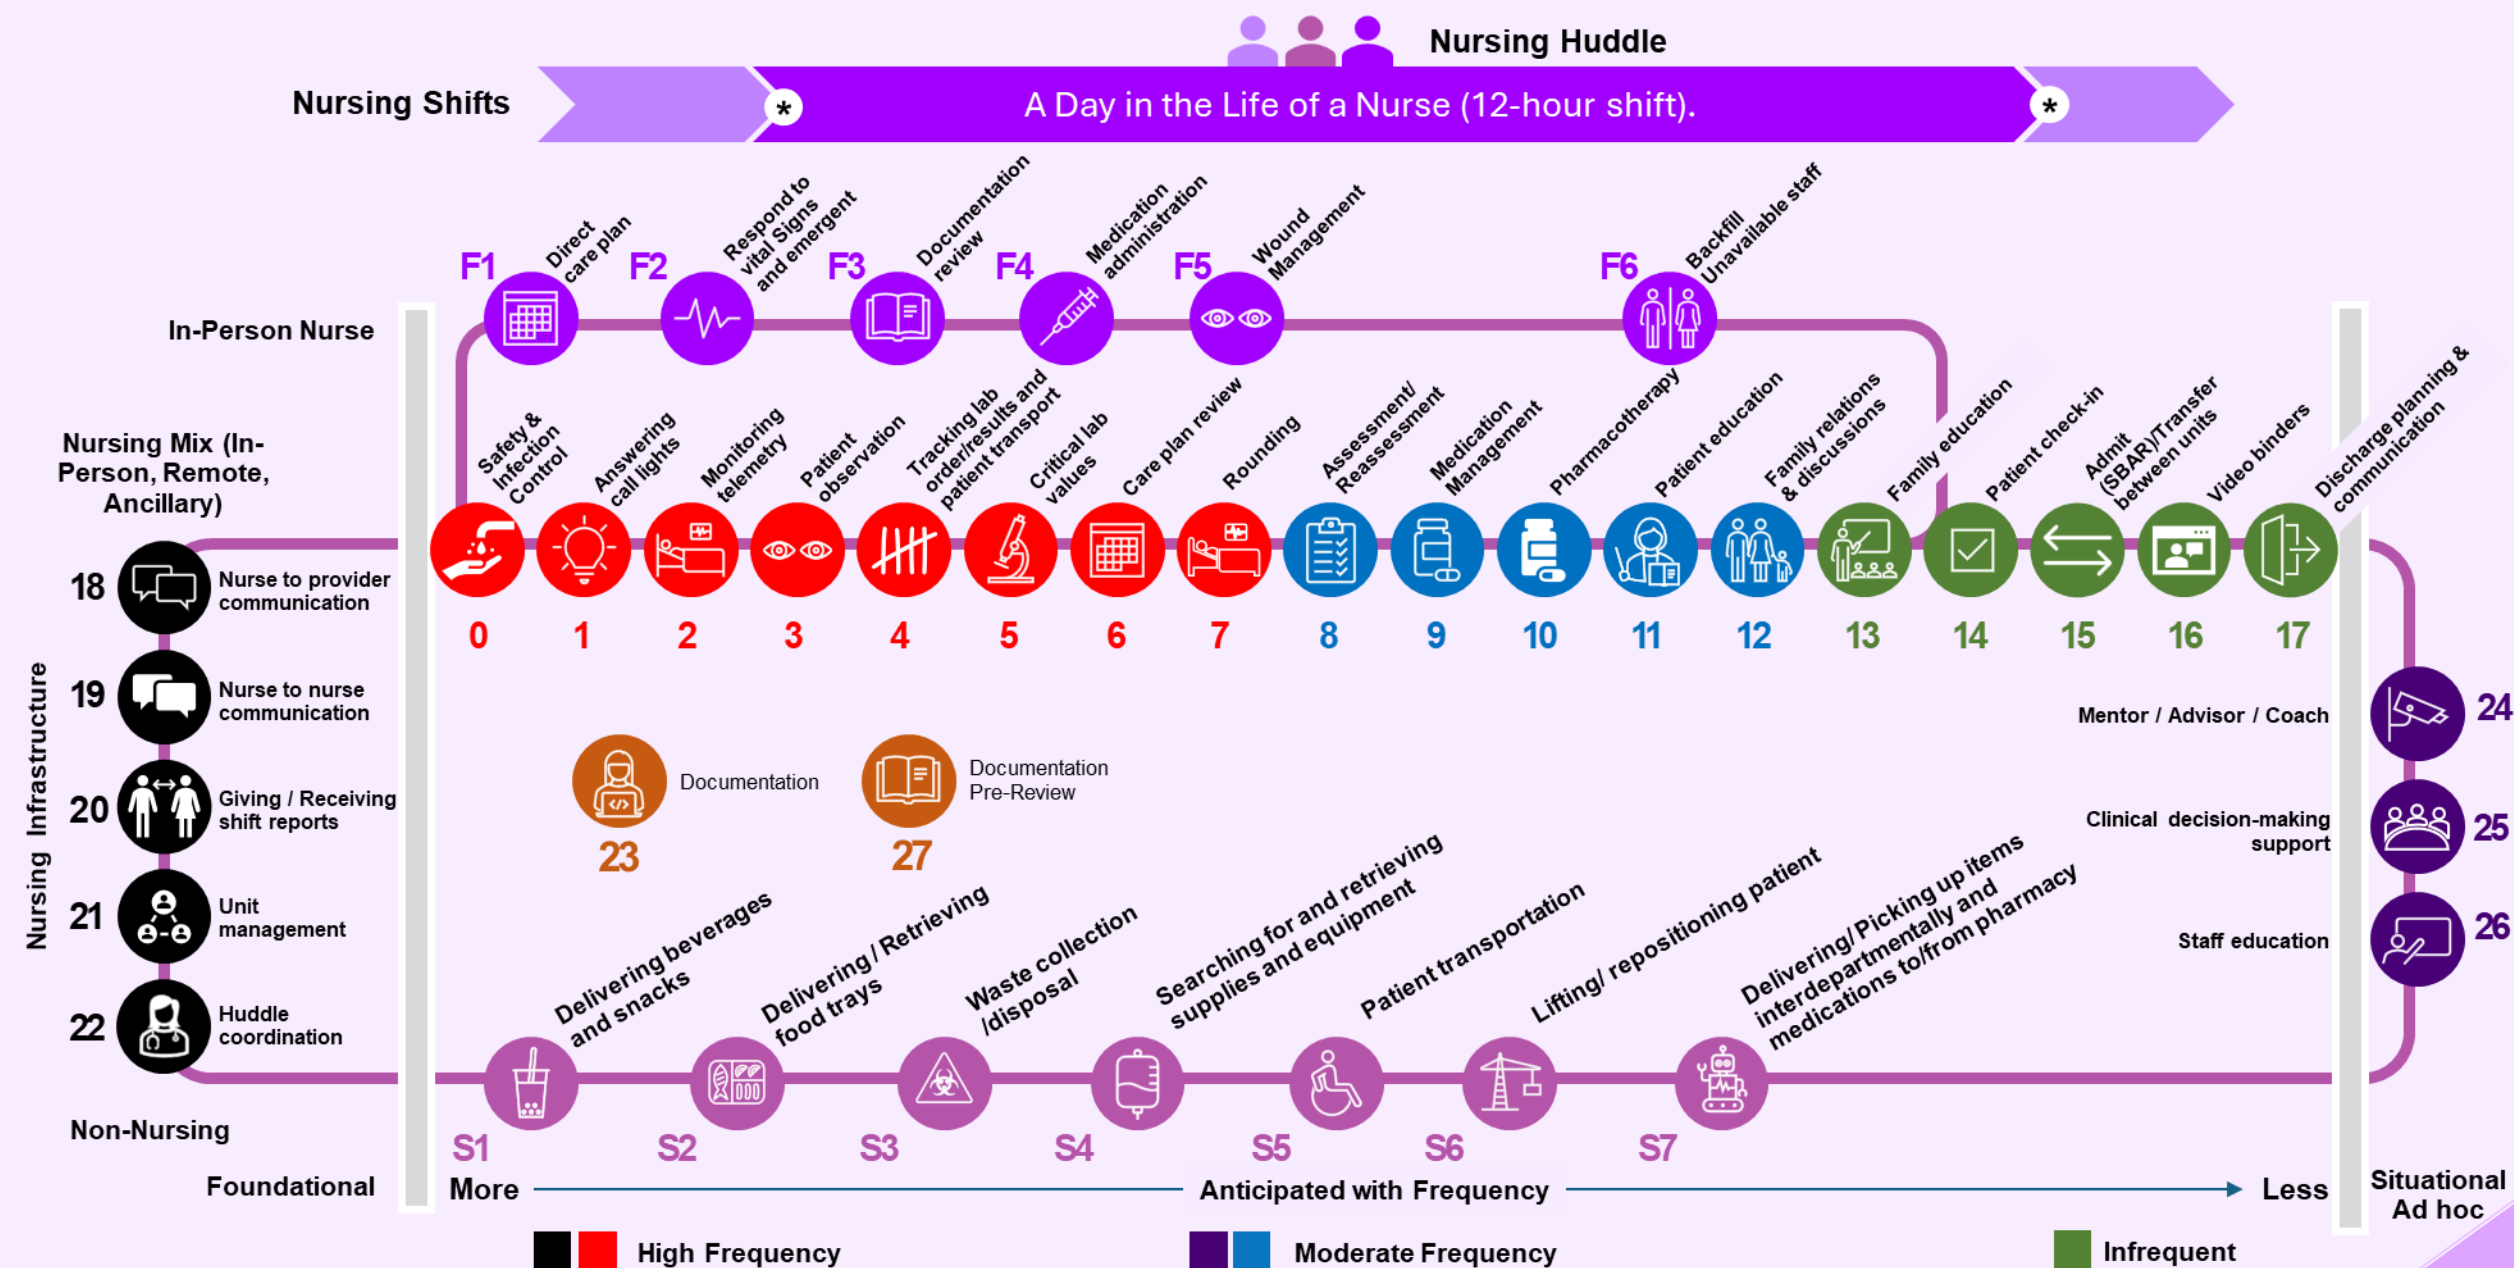 Nursing Huddle
Nursing Shifts
*
A Day in the Life of a Nurse (12-hour shift).
*
In-Person Nurse
F1
Direct
care plan
F2
Respond to
vital Signs
and emergent
F3
Documentation
review
F4
Medication
administration
F5
Wound
Management
F6
Backfill
Unavailable staff
Nursing Mix (In-
Person, Remote,
Ancillary)
Safety &
Infection
Control
Answering
call lights
Monitoring
telemetry
Patient
observation
Tracking lab
order/results and
patient transport
Critical lab
values
Care plan review
Rounding
Assessment/
Reassessment
Medication
Management
Pharmacotherapy
Patient education
Family relations
& discussions
Family education
Patient check-in
Admit
(SBAR)/Transfer
between units
Video binders
Discharge planning &
communication
0
1
2
3
4
5
6
7
8
9
10
11
12
13
14
15
16
17
Nursing Infrastructure
18
Nurse to provider
communication
19
Nurse to nurse
communication
20
Giving / Receiving
shift reports
21
Unit
management
22
Huddle
coordination
</>
Documentation
23
Documentation
Pre-Review
27
Mentor / Advisor / Coach
24
Clinical decision-making
support
25
Staff education
26
Non-Nursing
Delivering beverages
and snacks
S1
Delivering / Retrieving
food trays
S2
Waste collection
/disposal
S3
Searching for and retrieving
supplies and equipment
S4
Patient transportation
S5
Lifting/ repositioning patient
S6
Delivering/ Picking up items
interdepartmentally and
medications to/from pharmacy
S7
Foundational
More
Anticipated with Frequency
Less
Situational
Ad hoc
High Frequency
Moderate Frequency
Infrequent